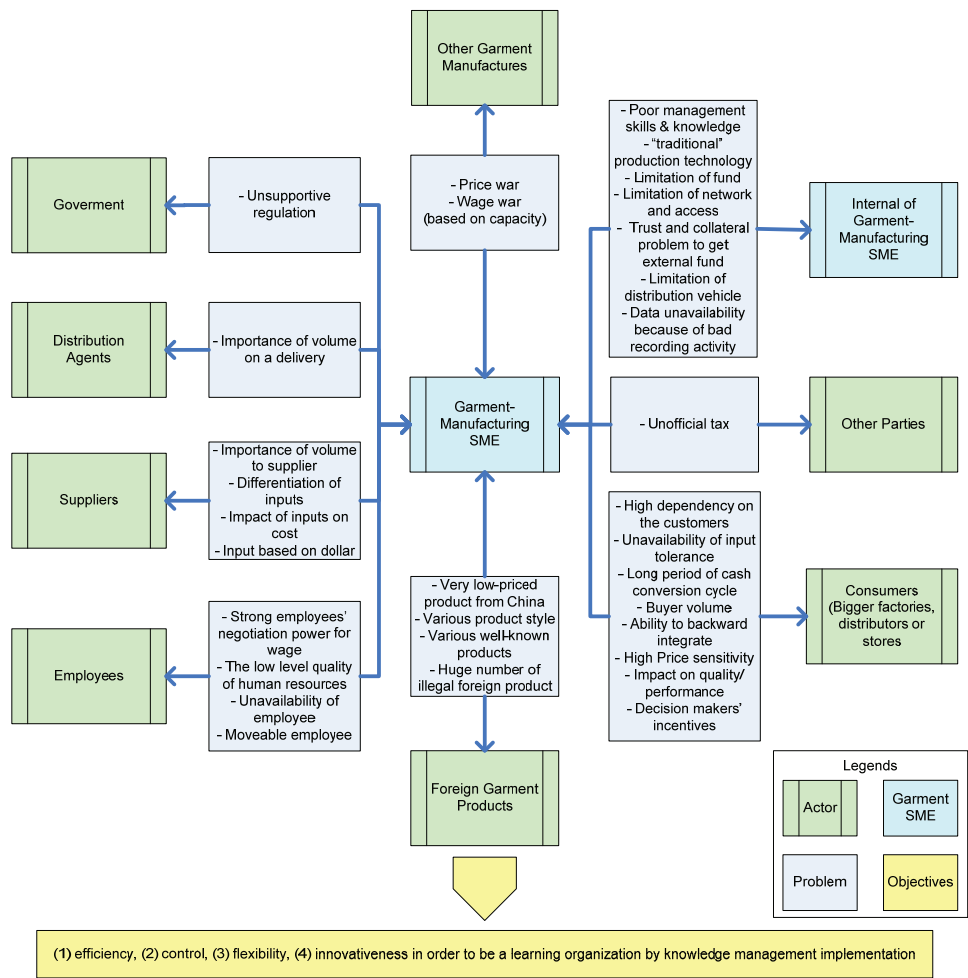 Other Garment
Manufactures
- Price war
- Wage war
(based on capacity)
Goverment
- Unsupportive
regulation
Distribution
Agents
- Importance of volume
on a delivery
Suppliers
- Importance of volume
to supplier
- Differentiation of
inputs
- Impact of inputs on
cost
- Input based on dollar
Employees
- Strong employees’
negotiation power for
wage
- The low level quality
of human resources
- Unavailability of
employee
- Moveable employee
Garment-
Manufacturing
SME
- Very low-priced
product from China
- Various product style
- Various well-known
products
- Huge number of
illegal foreign product
Foreign Garment
Products
- Poor management
skills & knowledge
- “traditional”
production technology
- Limitation of fund
- Limitation of network
and access
- Trust and collateral
problem to get
external fund
- Limitation of
distribution vehicle
- Data unavailability
because of bad
recording activity
Internal of
Garment-
Manufacturing
SME
- Unofficial tax
Other Parties
- High dependency on
the customers
- Unavailability of input
tolerance
- Long period of cash
conversion cycle
- Buyer volume
- Ability to backward
integrate
- High Price sensitivity
- Impact on quality/
performance
- Decision makers’
incentives
Consumers
(Bigger factories,
distributors or
stores
Legends
Actor
Garment
SME
Problem
Objectives
(1) efficiency, (2) control, (3) flexibility, (4) innovativeness in order to be a learning organization by knowledge management implementation